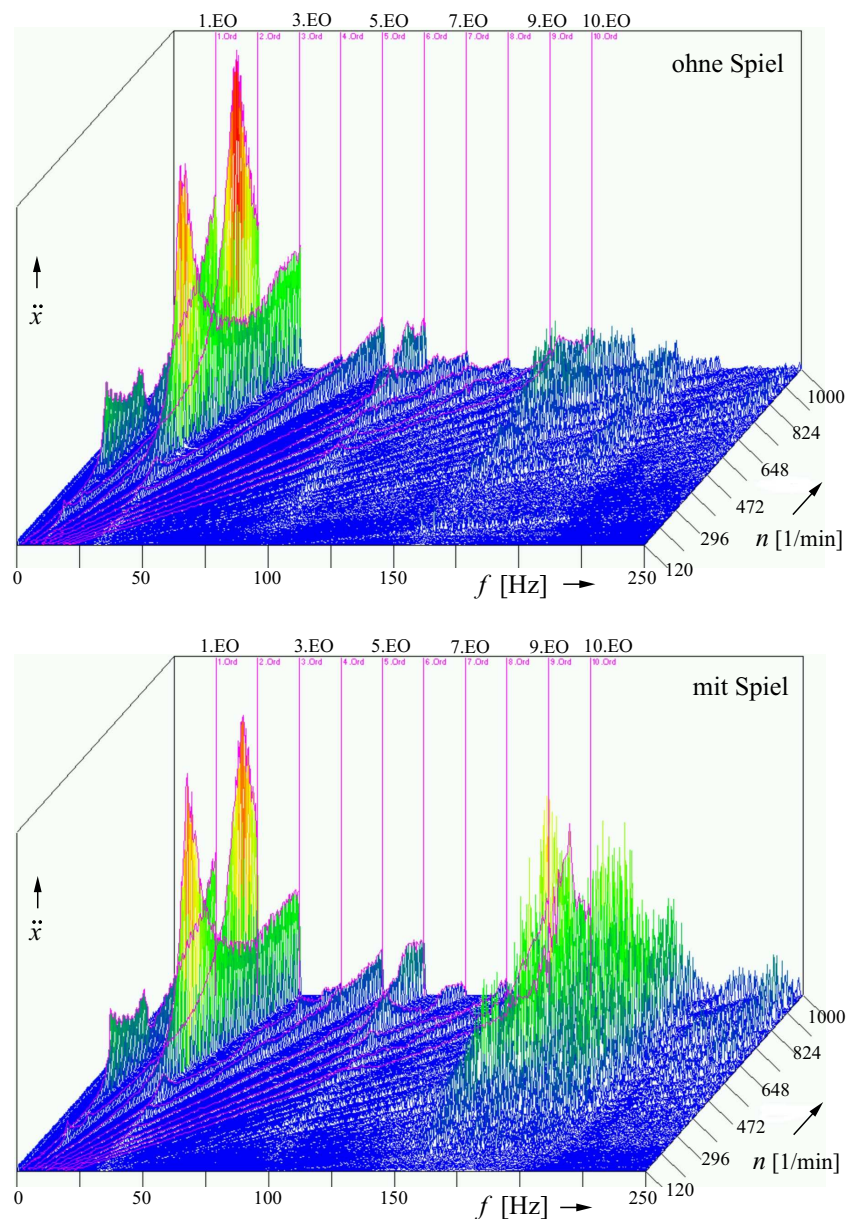 1.EO 3.EO 5.EO 7.EO 9.EO 10.EO
1.Ord 2.Ord 3.Ord 4.Ord 5.Ord 6.Ord 7.Ord 8.Ord 9.Ord 10.Ord
ohne Spiel
ẍ
1000
824
648
472
296
120
n [1/min]
0 50 100 150 250
f [Hz]
1.EO 3.EO 5.EO 7.EO 9.EO 10.EO
1.Ord 2.Ord 3.Ord 4.Ord 5.Ord 6.Ord 7.Ord 8.Ord 9.Ord 10.Ord
mit Spiel
ẍ
1000
824
648
472
296
120
n [1/min]
0 50 100 150 250
f [Hz]